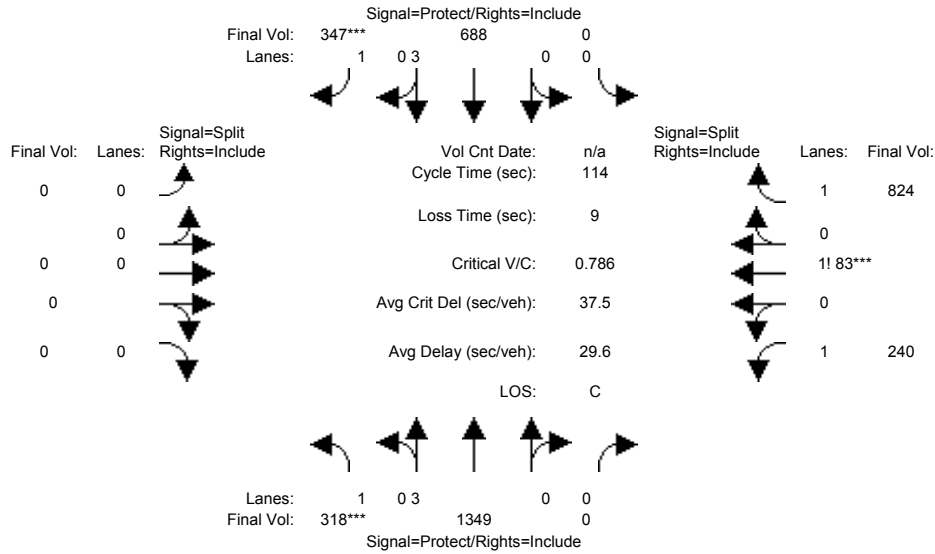 Signal=Protect/Rights=Include
Final Vol: 347*** 688 0
Lanes: 1 0 3 0 0
Signal=Split
Final Vol: Lanes: Rights=Include
Vol Cnt Date: n/a
Signal=Split
Rights=Include Lanes: Final Vol:
Cycle Time (sec): 114
0 0
1 824
Loss Time (sec): 9
0
0
0 0
Critical V/C: 0.786
1! 83***
0
Avg Crit Del (sec/veh): 37.5
0
0 0
Avg Delay (sec/veh): 29.6
1 240
LOS: C
Lanes: 1 0 3 0 0
Final Vol: 318*** 1349 0
Signal=Protect/Rights=Include